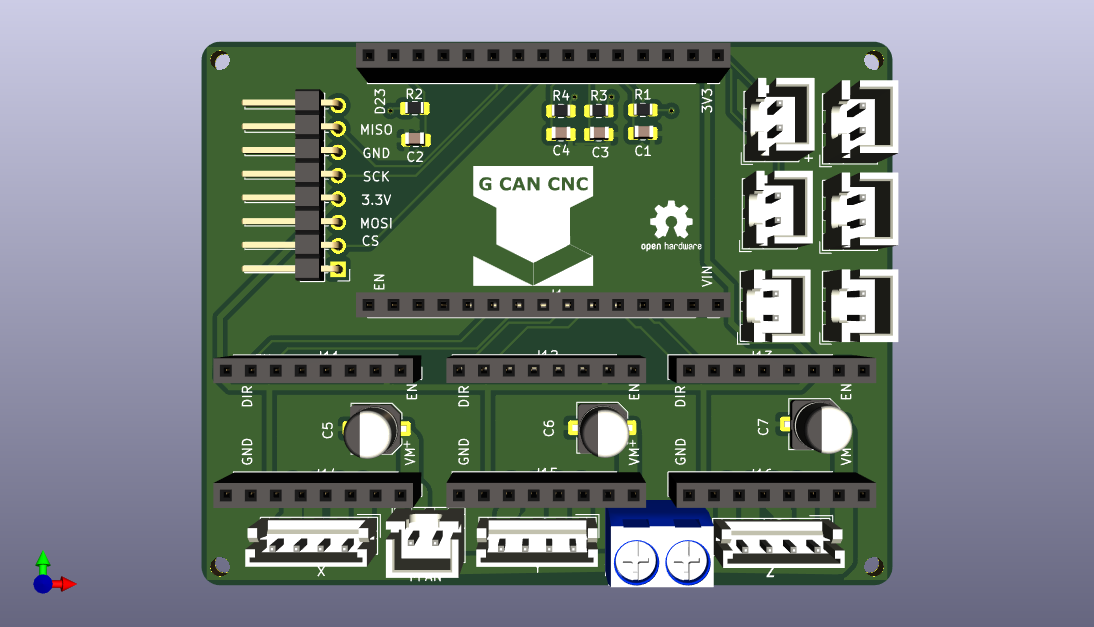 D23
R2
R4
R3
R1
3V3
MISO
C2
C4
C3
C1
+
GND
SCK
G CAN CNC
3.3V
MOSI
CS
open hardware
EN
VIN
DIR
EN
DIR
EN
DIR
EN
C5
C6
C7
GND
VM+
GND
VM+
GND
VM
X
Z